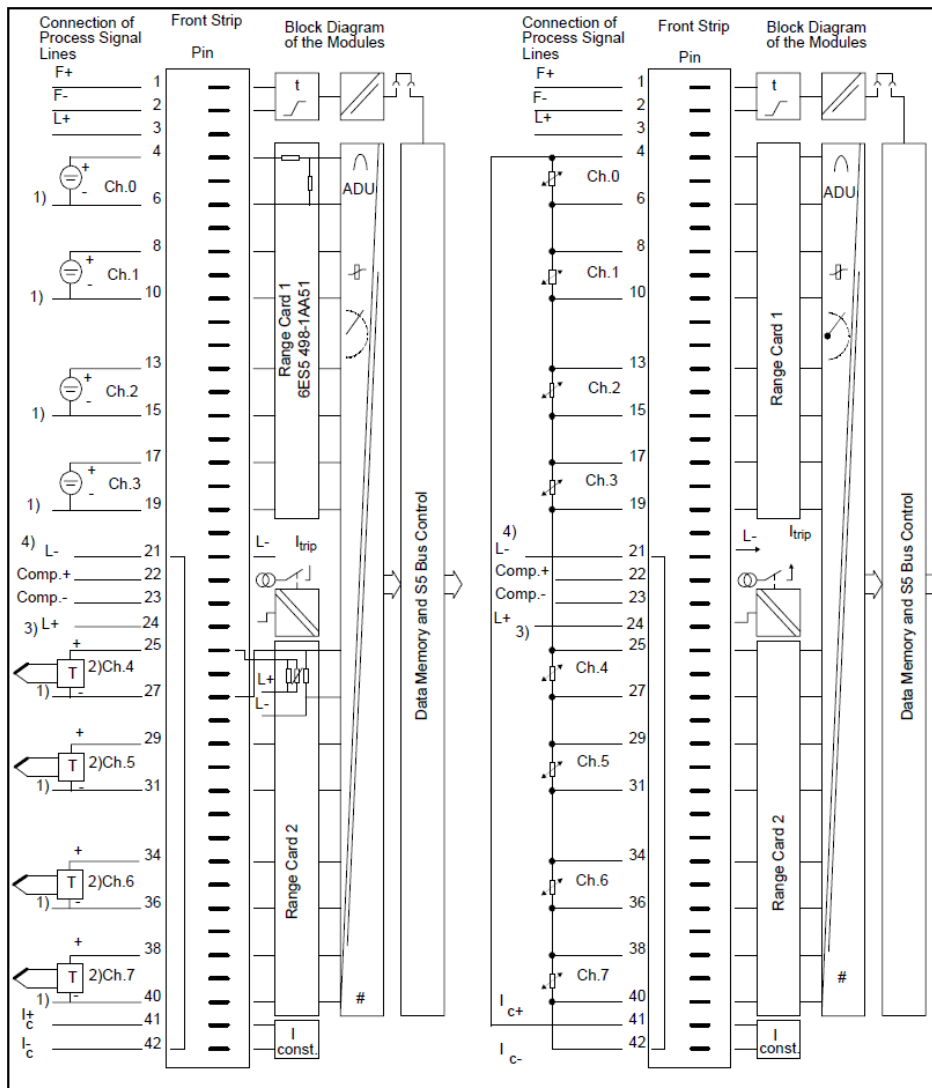 Connection of
Process Signal
Lines
Front Strip
Pin
Block Diagram
of the Modules
F+
1
F-
2
L+
3
t
4
+
-
Ch.0
1)
6
ADU
8
+
-
Ch.1
1)
10
Range Card 1
6ES5 498-1AA51
13
+
-
Ch.2
1)
15
17
+
-
Ch.3
1)
19
4)
L-
21
L-
Itrip
Comp.+
22
Comp.-
23
3) L+
24
25
+
T
2)Ch.4
1)
-
27
L+
L-
29
+
T
2)Ch.5
1)
-
31
34
+
T
2)Ch.6
1)
-
36
Range Card 2
38
+
T
2)Ch.7
1)
-
40
#
Ic+
41
Ic-
42
I
const.
Data Memory and S5 Bus Control
Connection of
Process Signal
Lines
Front Strip
Pin
Block Diagram
of the Modules
F+
1
F-
2
L+
3
t
4
Ch.0
6
ADU
8
Ch.1
10
Range Card 1
13
Ch.2
15
17
Ch.3
19
4)
L-
21
L-
Itrip
Comp.+
22
Comp.-
23
L+
3)
24
25
Ch.4
27
29
Ch.5
31
34
Ch.6
36
Range Card 2
38
Ch.7
40
#
I c+
41
42
I c-
I
const.
Data Memory and S5 Bus Control